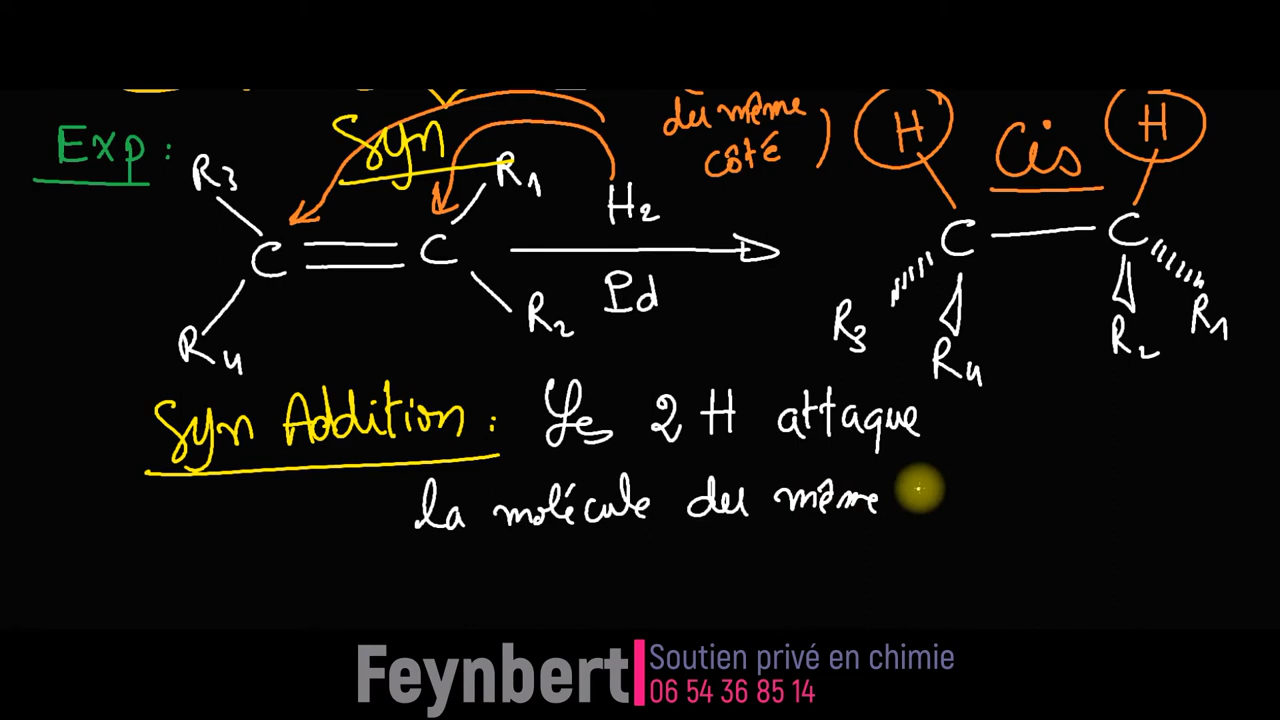 Exp :
Syn
du même
côté )
H
Cis
H
R3
R1
H2
C
C
C
C
Pd
R4
R2
R3
R4
R2
R1
Syn Addition : Les 2 H attaque
la molécule du même
Feynbert
Soutien privé en chimie
06 54 36 85 14